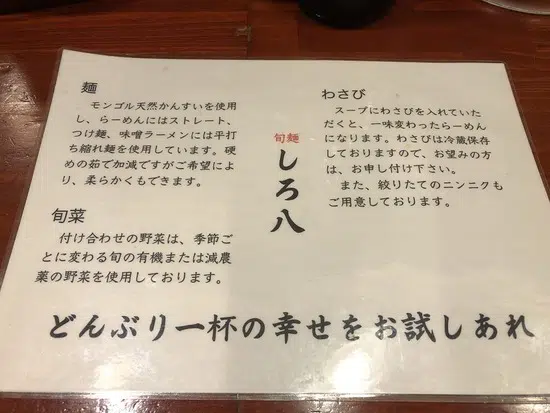 麺
モンゴル天然かんすいを使用
し、らーめんにはストレート、
つけ麺、味噌ラーメンには平打
ち縮れ麺を使用しています。硬
めの茹で加減ですがご希望によ
り、柔らかくもできます。
旬菜
付け合わせの野菜は、季節ご
とに変わる旬の有機または減農
薬の野菜を使用しております。
旬麺
しろ八
わさび
スープにわさびを入れていた
だくと、一味変わったらーめん
になります。わさびは冷蔵保存
しておりますので、お望みの方
は、お申し付け下さい。
また、絞りたてのニンニクも
ご用意しております。
どんぶり一杯の幸せをお試しあれ